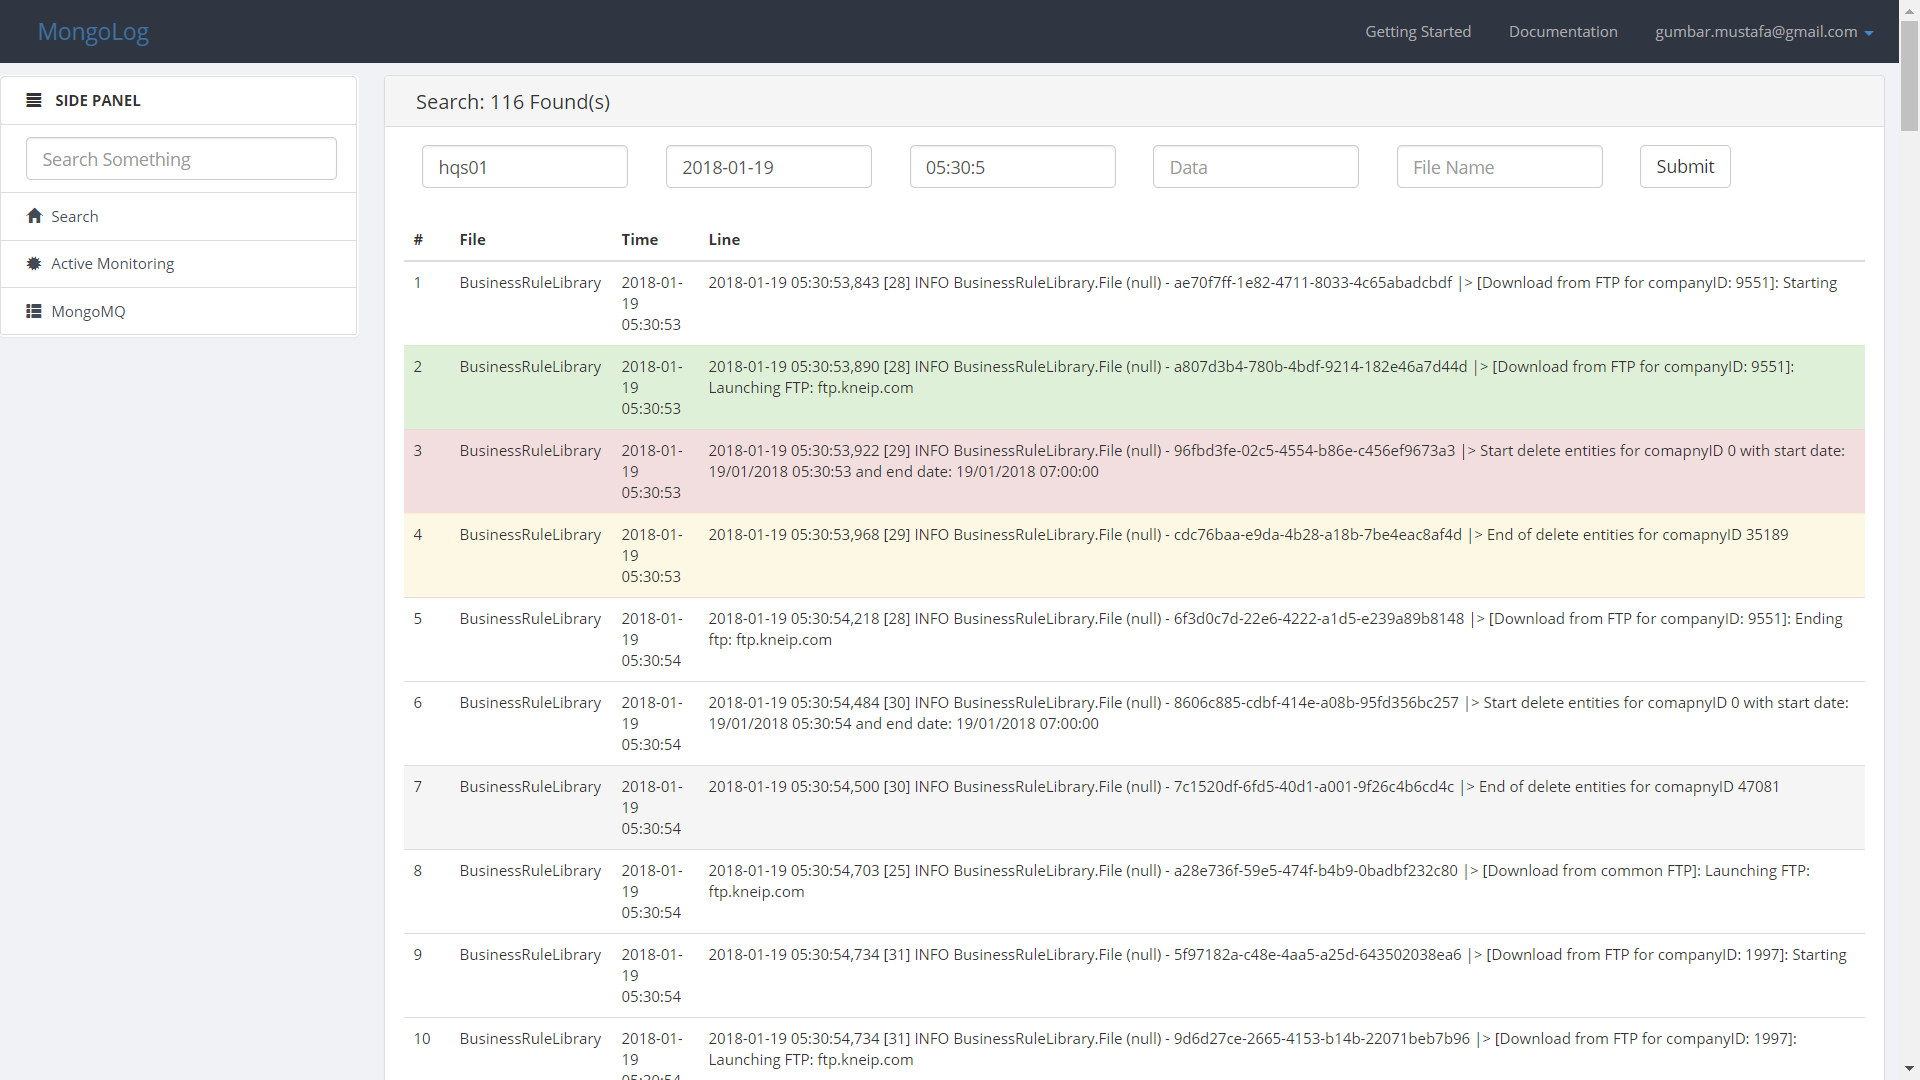 MongoLog
Getting Started
Documentation
gumbar.mustafa@gmail.com
SIDE PANEL
Search Something
Search
Active Monitoring
MongoMQ
Search: 116 Found(s)
hqs01
2018-01-19
05:30:5
Data
File Name
Submit
# File Time Line
1 BusinessRuleLibrary 2018-01- 2018-01-19 05:30:53,843 [28] INFO BusinessRuleLibrary.File (null) - ae70f7ff-1e82-4711-8033-4c65abadcbdf |> [Download from FTP for companyID: 9551]: Starting
19
05:30:53
2 BusinessRuleLibrary 2018-01- 2018-01-19 05:30:53,890 [28] INFO BusinessRuleLibrary.File (null) - a807d3b4-780b-4bdf-9214-182e46a7d44d |> [Download from FTP for companyID: 9551]:
19 Launching FTP: ftp.kneip.com
05:30:53
3 BusinessRuleLibrary 2018-01- 2018-01-19 05:30:53,922 [29] INFO BusinessRuleLibrary.File (null) - 96fbd3fe-02c5-4554-b86e-c456ef9673a3 |> Start delete entities for comapnyID 0 with start date:
19 19/01/2018 05:30:53 and end date: 19/01/2018 07:00:00
05:30:53
4 BusinessRuleLibrary 2018-01- 2018-01-19 05:30:53,968 [29] INFO BusinessRuleLibrary.File (null) - cdc76baa-e9da-4b28-a18b-7be4eac8af4d |> End of delete entities for comapnyID 35189
19
05:30:53
5 BusinessRuleLibrary 2018-01- 2018-01-19 05:30:54,218 [28] INFO BusinessRuleLibrary.File (null) - 6f3d0c7d-22e6-4222-a1d5-e239a89b8148 |> [Download from FTP for companyID: 9551]: Ending
19 ftp: ftp.kneip.com
05:30:54
6 BusinessRuleLibrary 2018-01- 2018-01-19 05:30:54,484 [30] INFO BusinessRuleLibrary.File (null) - 8606c885-cdbf-414e-a08b-95fd356bc257 |> Start delete entities for comapnyID 0 with start date:
19 19/01/2018 05:30:54 and end date: 19/01/2018 07:00:00
05:30:54
7 BusinessRuleLibrary 2018-01- 2018-01-19 05:30:54,500 [30] INFO BusinessRuleLibrary.File (null) - 7c1520df-6fd5-40d1-a001-9f26c4b6cd4c |> End of delete entities for comapnyID 47081
19
05:30:54
8 BusinessRuleLibrary 2018-01- 2018-01-19 05:30:54,703 [25] INFO BusinessRuleLibrary.File (null) - a28e736f-59e5-474f-b4b9-0badbf232c80 |> [Download from common FTP]: Launching FTP:
19 ftp.kneip.com
05:30:54
9 BusinessRuleLibrary 2018-01- 2018-01-19 05:30:54,734 [31] INFO BusinessRuleLibrary.File (null) - 5f97182a-c48e-4aa5-a25d-643502038ea6 |> [Download from FTP for companyID: 1997]: Starting
19
05:30:54
10 BusinessRuleLibrary 2018-01- 2018-01-19 05:30:54,734 [31] INFO BusinessRuleLibrary.File (null) - 9d6d27ce-2665-4153-b14b-22071beb7b96 |> [Download from FTP for companyID: 1997]:
19 Launching FTP: ftp.kneip.com
05:30:54